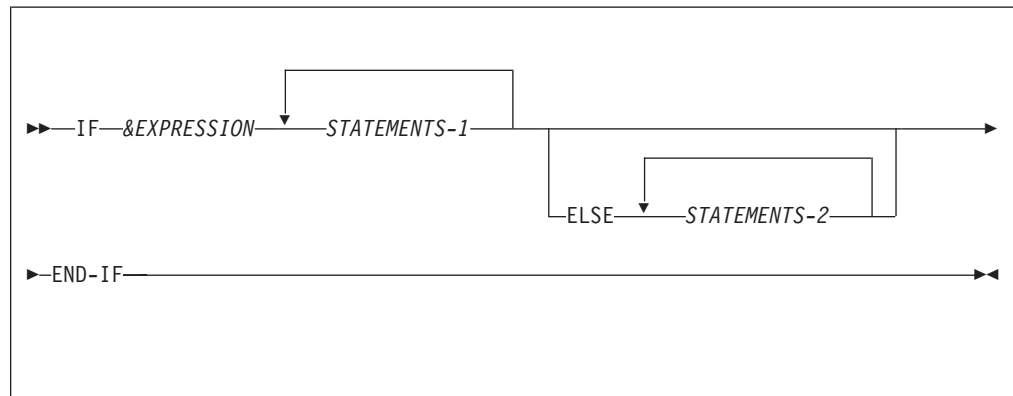 IF &EXPRESSION STATEMENTS-1
ELSE STATEMENTS-2
END-IF